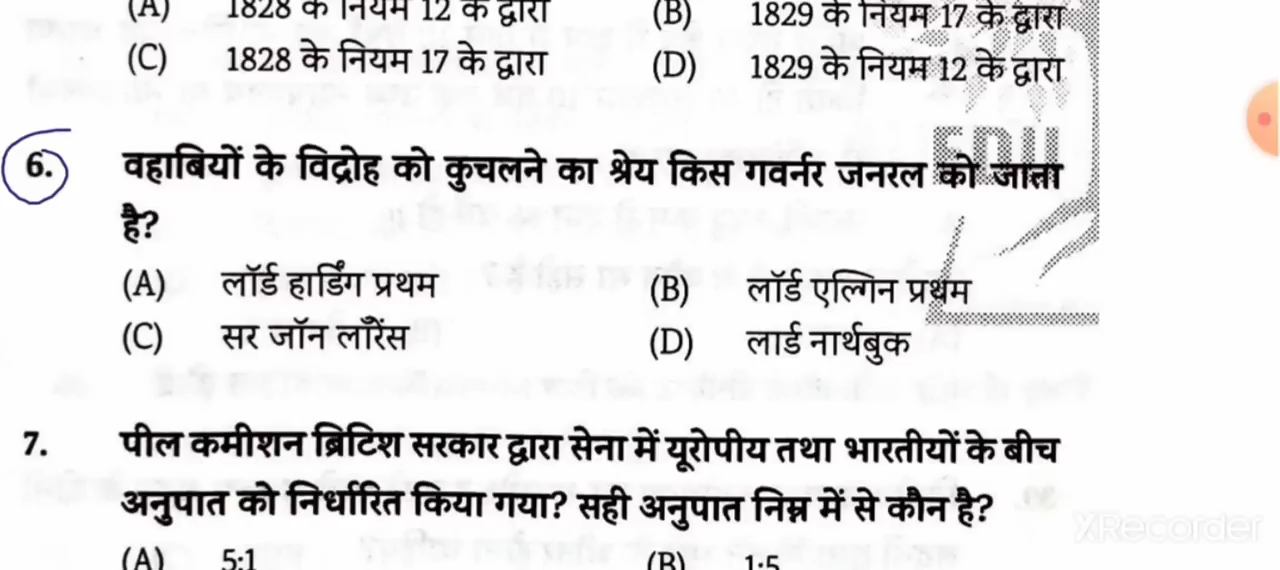 (A) 1828 के नियम 12 के द्वारा (B) 1829 के नियम 17 के द्वारा
(C) 1828 के नियम 17 के द्वारा (D) 1829 के नियम 12 के द्वारा
EDU
6. वहाबियों के विद्रोह को कुचलने का श्रेय किस गवर्नर जनरल को जाता
है?
(A) लॉर्ड हार्डिंग प्रथम (B) लॉर्ड एल्गिन प्रथम
(C) सर जॉन लॉरेंस (D) लार्ड नार्थबुक
7. पील कमीशन ब्रिटिश सरकार द्वारा सेना में यूरोपीय तथा भारतीयों के बीच
अनुपात को निर्धारित किया गया? सही अनुपात निम्न में से कौन है?
XRecorder
(A) 5:1 (B) 1:5